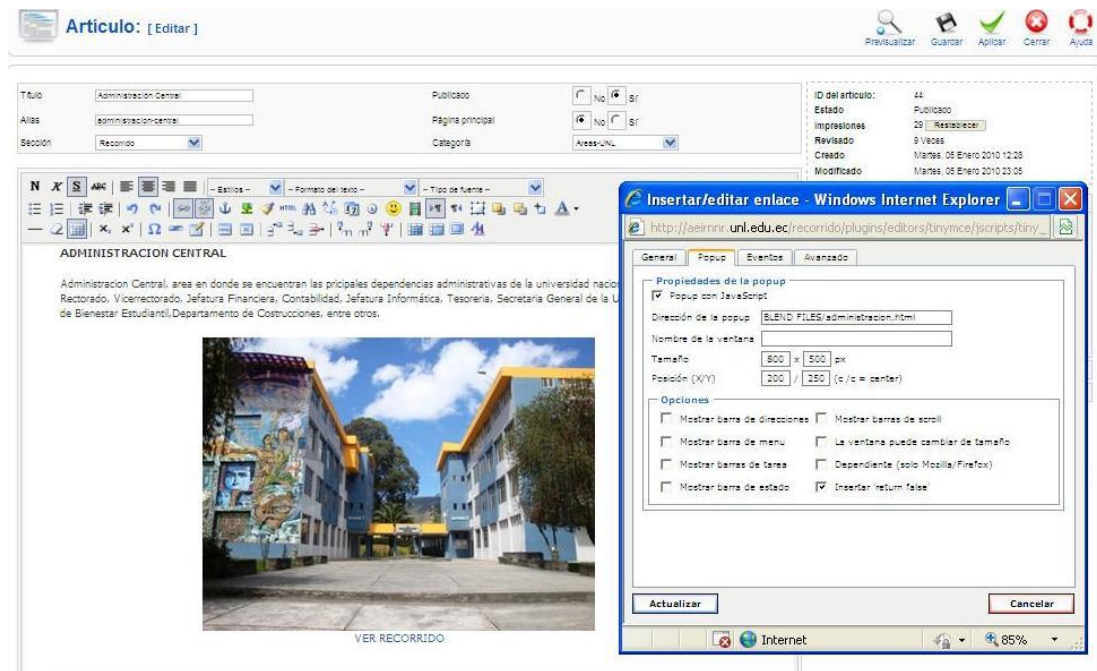 Artículo: [ Editar ]
Previsualizar Guardar Aplicar Cerrar Ayuda
Título Administración Central Publicado No Sí
Alias administracion-central Página principal No Sí
Sección Recorrido Categoría Areas-UNL
ID del artículo: 44
Estado Publicado
Impresiones 29 Restablecer
Revisado 9 Veces
Creado Martes, 05 Enero 2010 12:28
Modificado Martes, 05 Enero 2010 23:05
N X S ABC -- Estilos -- -- Formato del texto -- -- Tipo de fuente --
HTML
ADMINISTRACION CENTRAL
Administracion Central, area en donde se encuentran las pricipales dependencias administrativas de la universidad nacio
Rectorado, Vicerrectorado, Jefatura Financiera, Contabilidad, Jefatura Informática, Tesoreria, Secretaria General de la U
de Bienestar Estudiantil,Departamento de Costrucciones, entre otros.
VER RECORRIDO
Insertar/editar enlace - Windows Internet Explorer
http://aeirnnr.unl.edu.ec/recorrido/plugins/editors/tinymce/jscripts/tiny_
General Popup Eventos Avanzado
Propiedades de la popup
Popup con JavaScript
Dirección de la popup BLEND FILES/administracion.html
Nombre de la ventana
Tamaño 800 x 500 px
Posición (X/Y) 200 / 250 (c /c = center)
Opciones
Mostrar barra de direcciones Mostrar barras de scroll
Mostrar barra de menu La ventana puede cambiar de tamaño
Mostrar barras de tarea Dependiente (solo Mozilla/Firefox)
Mostrar barra de estado Insertar 'return false'
Actualizar Cancelar
Internet 85%